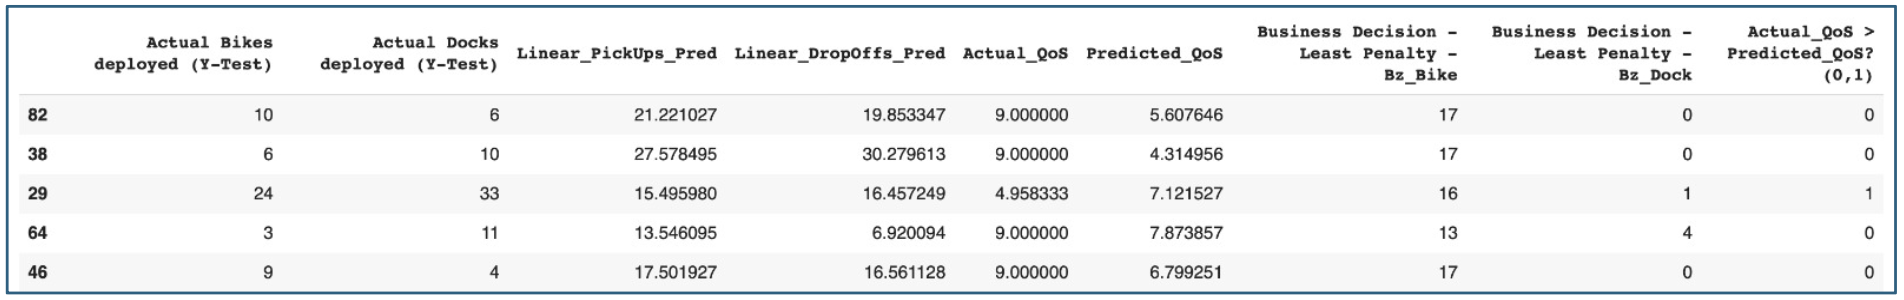 Actual Bikes deployed (Y-Test) Actual Docks deployed (Y-Test) Linear_PickUps_Pred Linear_DropOffs_Pred Actual_QoS Predicted_QoS Business Decision - Least Penalty - Bz_Bike Business Decision - Least Penalty - Bz_Dock Actual_QoS > Predicted_QoS? (0,1)
82 10 6 21.221027 19.853347 9.000000 5.607646 17 0 0
38 6 10 27.578495 30.279613 9.000000 4.314956 17 0 0
29 24 33 15.495980 16.457249 4.958333 7.121527 16 1 1
64 3 11 13.546095 6.920094 9.000000 7.873857 13 4 0
46 9 4 17.501927 16.561128 9.000000 6.799251 17 0 0